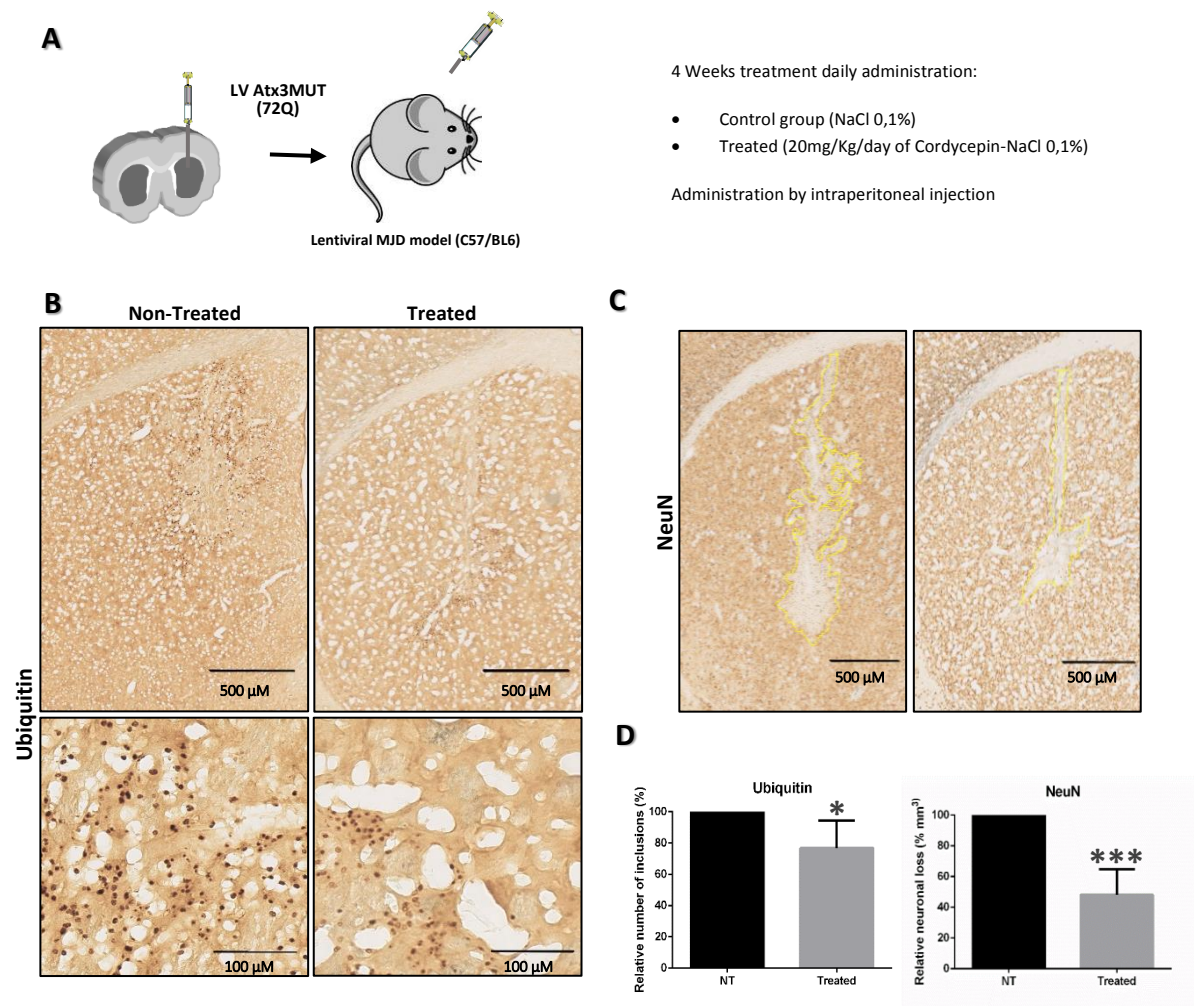 A
LV Atx3MUT
(72Q)
Lentiviral MJD model (C57/BL6)
4 Weeks treatment daily administration:
• Control group (NaCl 0,1%)
• Treated (20mg/Kg/day of Cordycepin-NaCl 0,1%)
Administration by intraperitoneal injection
B
Non-Treated
Treated
Ubiquitin
500 µM
500 µM
100 µM
100 µM
C
NeuN
500 µM
500 µM
D
Ubiquitin
Relative number of inclusions (%)
100
80
60
40
20
0
*
NT
Treated
NeuN
Relative neuronal loss (% mm³)
100
80
60
40
20
0
***
NT
Treated